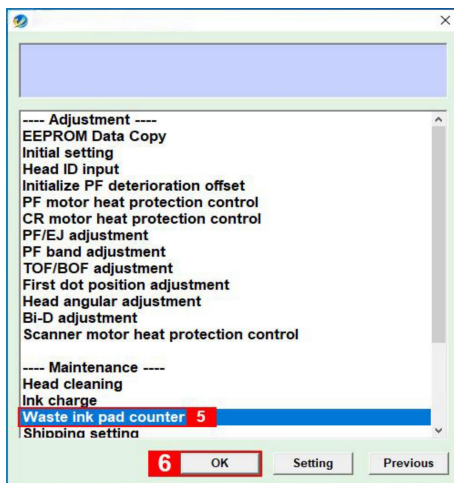 ---- Adjustment ----
EEPROM Data Copy
Initial setting
Head ID input
Initialize PF deterioration offset
PF motor heat protection control
CR motor heat protection control
PF/EJ adjustment
PF band adjustment
TOF/BOF adjustment
First dot position adjustment
Head angular adjustment
Bi-D adjustment
Scanner motor heat protection control
---- Maintenance ----
Head cleaning
Ink charge
Waste ink pad counter 5
Shipping setting
6 OK Setting Previous